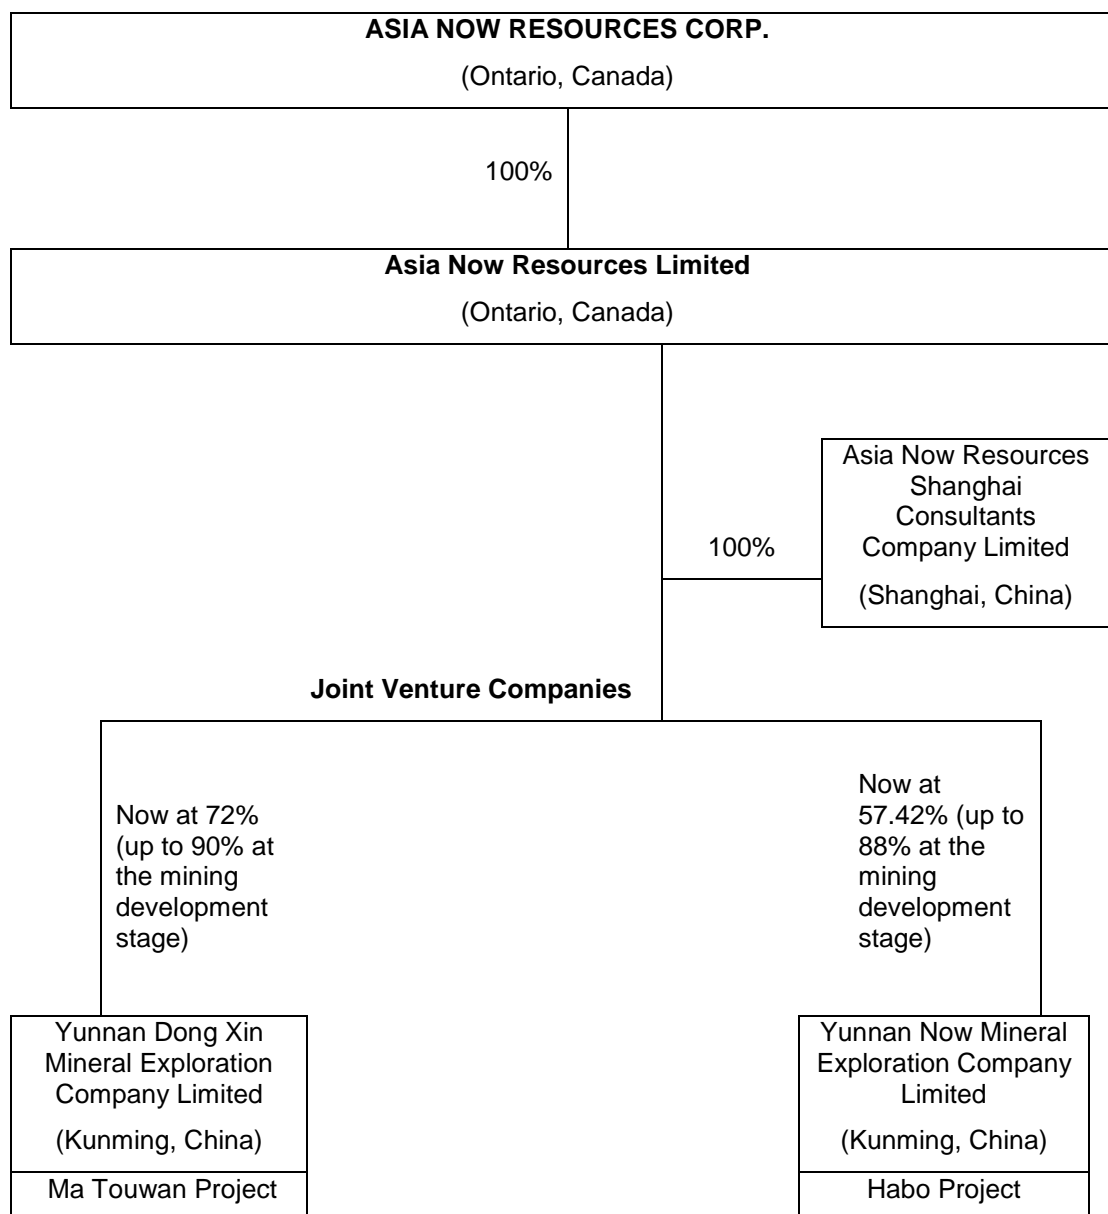 ASIA NOW RESOURCES CORP.
(Ontario, Canada)
100%
Asia Now Resources Limited
(Ontario, Canada)
Asia Now Resources
Shanghai
Consultants
Company Limited
(Shanghai, China)
100%
Joint Venture Companies
Now at 72%
(up to 90% at
the mining
development
stage)
Now at
57.42% (up to
88% at the
mining
development
stage)
Yunnan Dong Xin
Mineral Exploration
Company Limited
(Kunming, China)
Ma Touwan Project
Yunnan Now Mineral
Exploration Company
Limited
(Kunming, China)
Habo Project